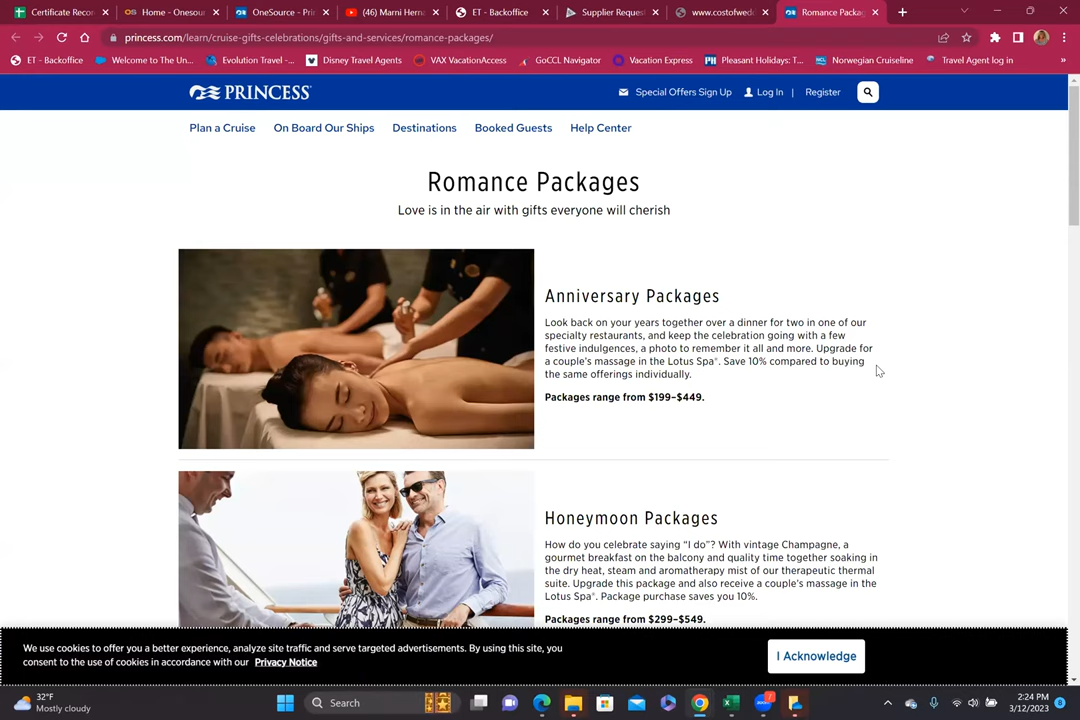 Certificate Recor
Home - Onesour
OneSource - Pri
(46) Marni Herna
ET - Backoffice
Supplier Reques
www.costofwedd
Romance Packag
princess.com/learn/cruise-gifts-celebrations/gifts-and-services/romance-packages/
ET - Backoffice
Welcome to The Un...
Evolution Travel -...
Disney Travel Agents
VAX VacationAccess
GoCCL Navigator
Vacation Express
Pleasant Holidays: T...
Norwegian Cruiseline
Travel Agent log in
PRINCESS
Special Offers Sign Up
Log In | Register
Plan a Cruise
On Board Our Ships
Destinations
Booked Guests
Help Center
Romance Packages
Love is in the air with gifts everyone will cherish
Anniversary Packages
Look back on your years together over a dinner for two in one of our
specialty restaurants, and keep the celebration going with a few
festive indulgences, a photo to remember it all and more. Upgrade for
a couple's massage in the Lotus Spa®. Save 10% compared to buying
the same offerings individually.
Packages range from $199–$449.
Honeymoon Packages
How do you celebrate saying “I do”? With vintage Champagne, a
gourmet breakfast on the balcony and quality time together soaking in
the dry heat, steam and aromatherapy mist of our therapeutic thermal
suite. Upgrade this package and also receive a couple's massage in the
Lotus Spa®. Package purchase saves you 10%.
Packages range from $299–$549.
We use cookies to offer you a better experience, analyze site traffic and serve targeted advertisements. By using this site, you
consent to the use of cookies in accordance with our Privacy Notice
I Acknowledge
32°F
Mostly cloudy
Search
2:24 PM
3/12/2023